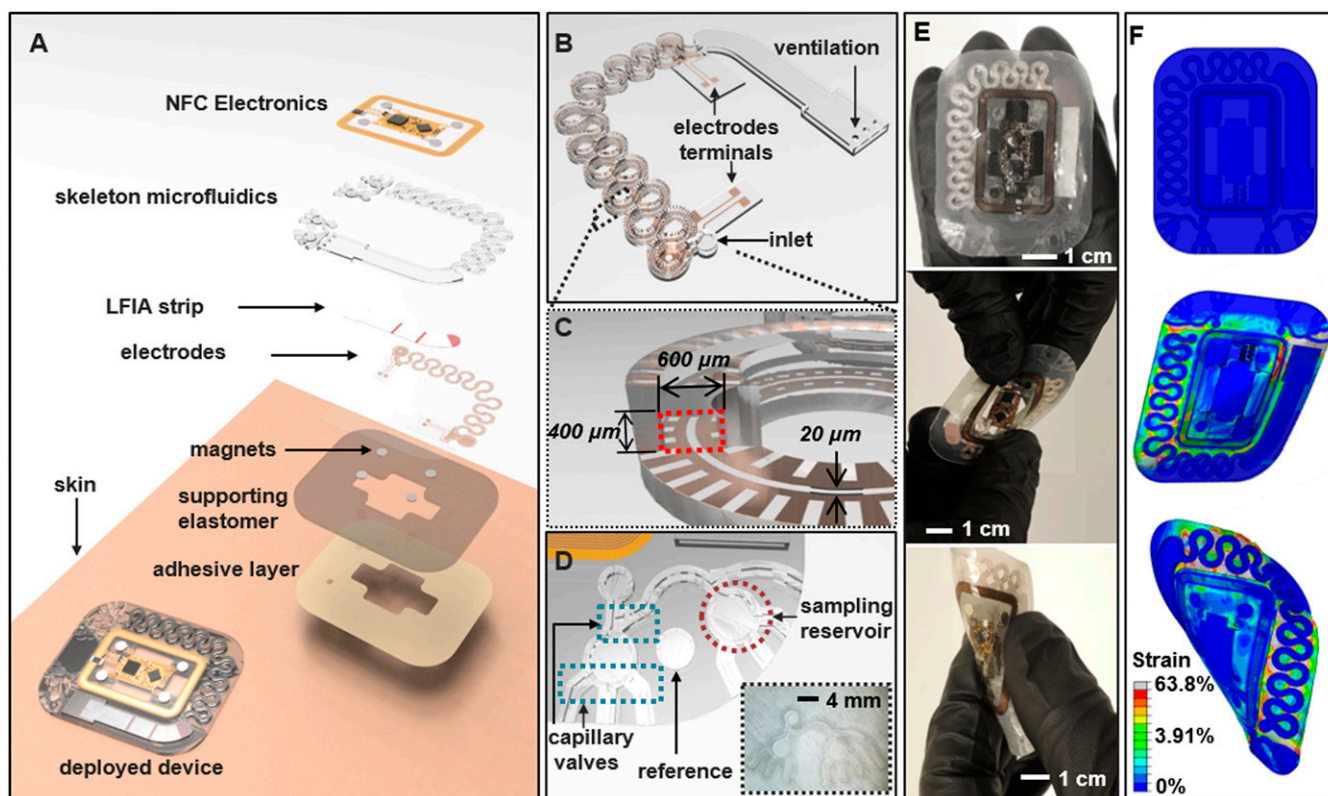 A
NFC Electronics
skeleton microfluidics
LFIA strip
electrodes
magnets
skin
supporting
elastomer
adhesive layer
deployed device
B
ventilation
electrodes
terminals
inlet
C
600 µm
400 µm
20 µm
D
sampling
reservoir
4 mm
capillary
valves
reference
E
1 cm
1 cm
1 cm
F
Strain
63.8%
3.91%
0%